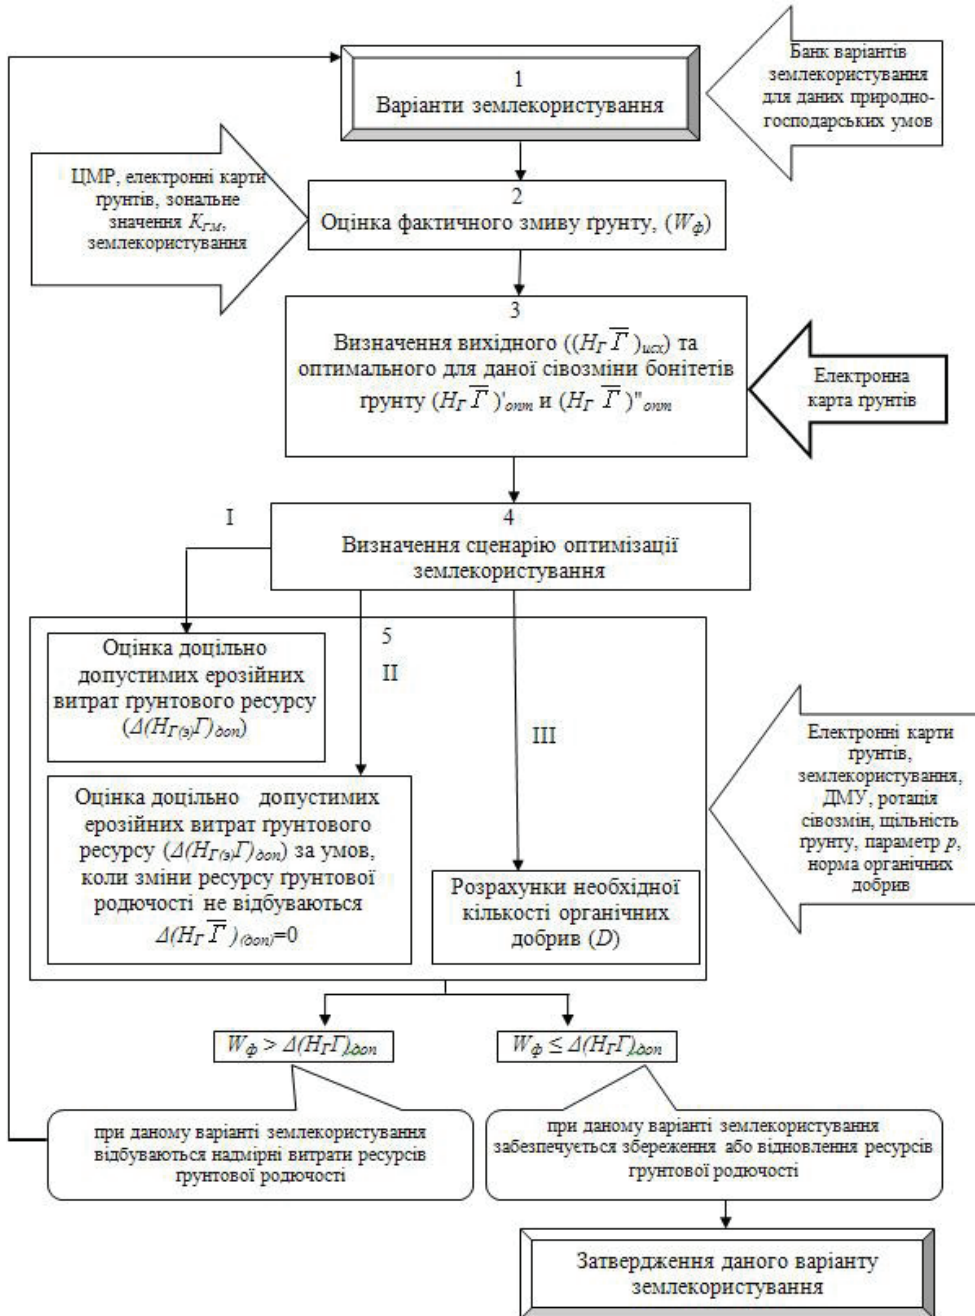 1
Варіанти землекористування
Банк варіантів
землекористування
для даних природно-
господарських умов
ЦМР, електронні карти
ґрунтів, зональне
значення K_ГМ,
землекористування
2
Оцінка фактичного змиву ґрунту, (W_ф)
3
Визначення вихідного ((H_Г Г̅)_исх) та
оптимального для даної сівозміни бонітетів
ґрунту (H_Г Г̅)'_опт и (H_Г Г̅)"_опт
Електронна
карта ґрунтів
I
4
Визначення сценарію оптимізації
землекористування
5
II
III
Оцінка доцільно
допустимих ерозійних
витрат ґрунтового ресурсу
(Δ(H_Г(з)Г)_доп)
Оцінка доцільно допустимих
ерозійних витрат ґрунтового
ресурсу (Δ(H_Г(з)Г)_доп) за умов,
коли зміни ресурсу ґрунтової
родючості не відбуваються
Δ(H_Г Г̅)_(доп)=0
Розрахунки необхідної
кількості органічних
добрив (D)
Електронні карти
ґрунтів,
землекористування,
ДМУ, ротація
сівозмін, щільність
ґрунту, параметр p,
норма органічних
добрив
W_ф > Δ(H_ГГ)_доп
W_ф ≤ Δ(H_ГГ)_доп
при даному варіанті землекористування
відбуваються надмірні витрати ресурсів
ґрунтової родючості
при даному варіанті землекористування
забезпечується збереження або відновлення ресурсів
грунтової родючості
Затвердження даного варіанту
землекористування